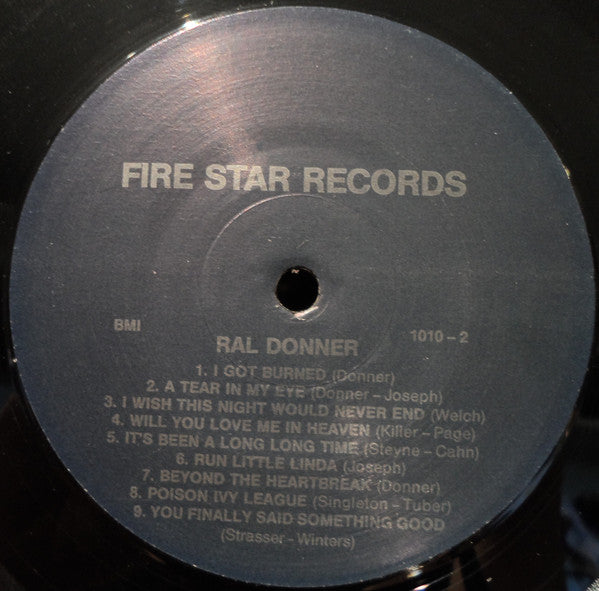 FIRE STAR RECORDS
BMI
1010 – 2
RAL DONNER
1. I GOT BURNED (Donner)
2. A TEAR IN MY EYE (Donner – Joseph)
3. I WISH THIS NIGHT WOULD NEVER END (Welch)
4. WILL YOU LOVE ME IN HEAVEN (Killer – Page)
5. IT'S BEEN A LONG LONG TIME (Steyne – Cahn)
6. RUN LITTLE LINDA (Joseph)
7. BEYOND THE HEARTBREAK (Donner)
8. POISON IVY LEAGUE (Singleton – Tuber)
9. YOU FINALLY SAID SOMETHING GOOD
(Strasser – Winters)